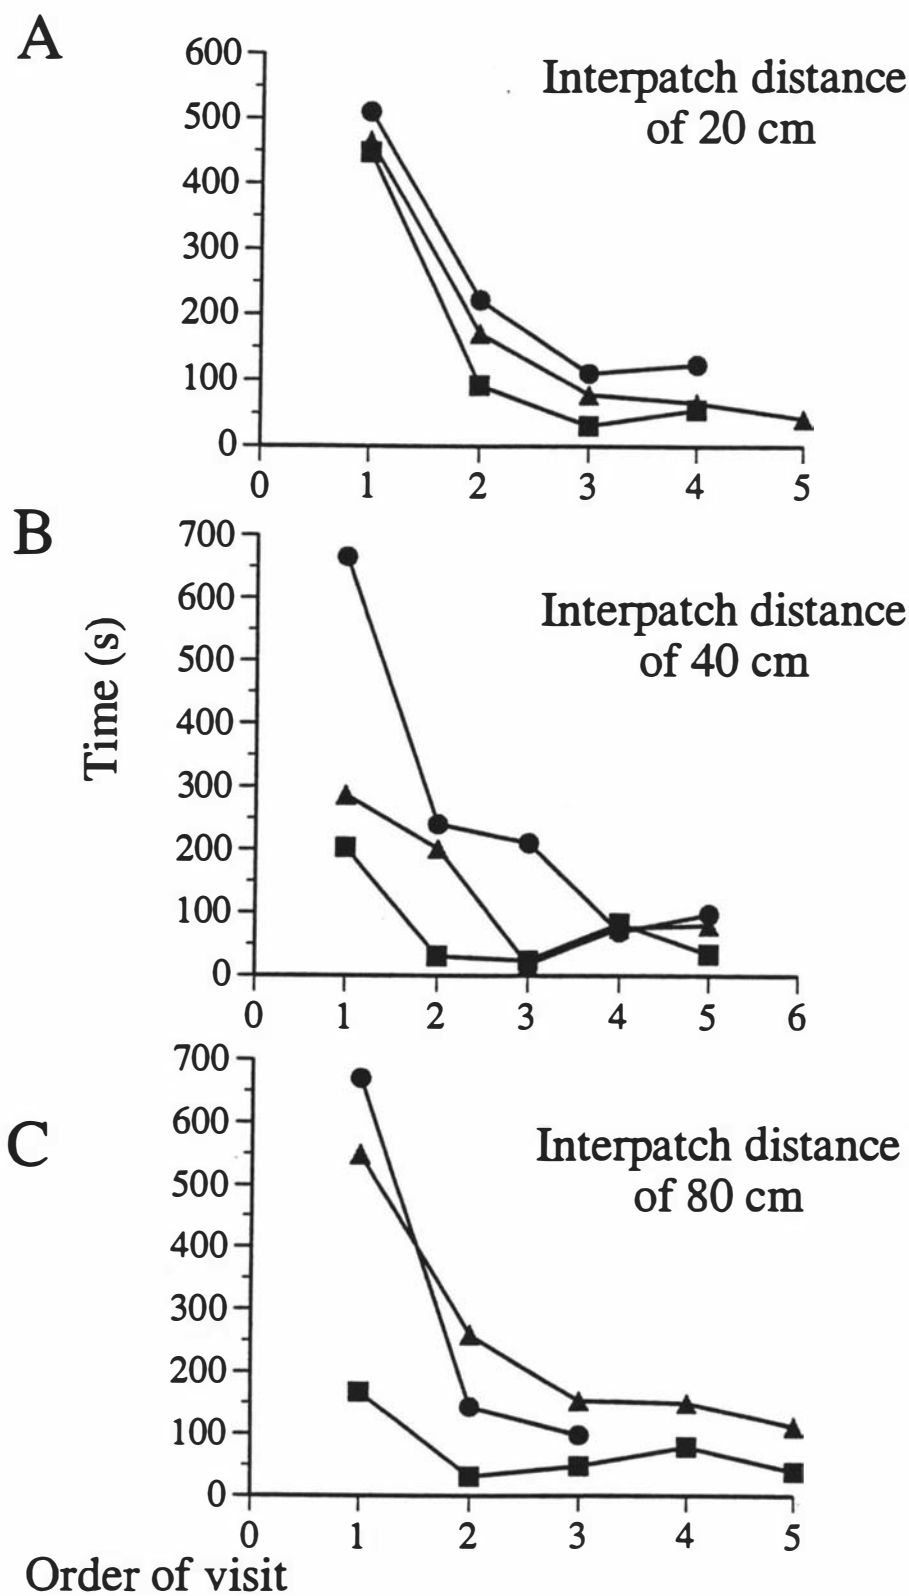 A
600
500
400
300
200
100
0
0 1 2 3 4 5
Interpatch distance
of 20 cm
B
Time (s)
700
600
500
400
300
200
100
0
0 1 2 3 4 5 6
Interpatch distance
of 40 cm
C
700
600
500
400
300
200
100
0
0 1 2 3 4 5
Interpatch distance
of 80 cm
Order of visit